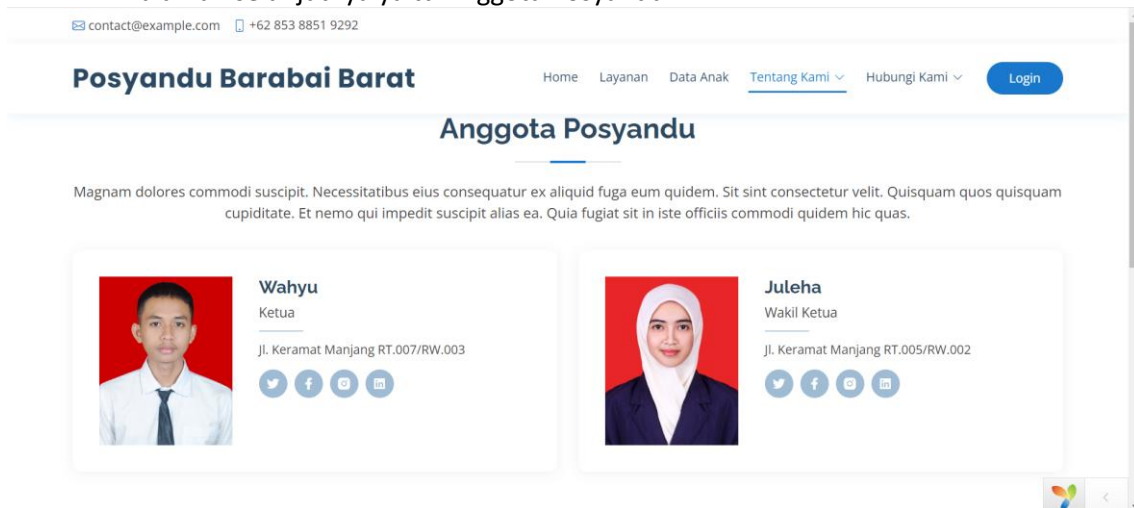 contact@example.com +62 853 8851 9292
Posyandu Barabai Barat
Home Layanan Data Anak Tentang Kami Hubungi Kami Login
Anggota Posyandu
Magnam dolores commodi suscipit. Necessitatibus eius consequatur ex aliquid fuga eum quidem. Sit sint consectetur velit. Quisquam quos quisquam
cupiditate. Et nemo qui impedit suscipit alias ea. Quia fugiat sit in iste officiis commodi quidem hic quas.
Wahyu
Ketua
Jl. Keramat Manjang RT.007/RW.003
Juleha
Wakil Ketua
Jl. Keramat Manjang RT.005/RW.002